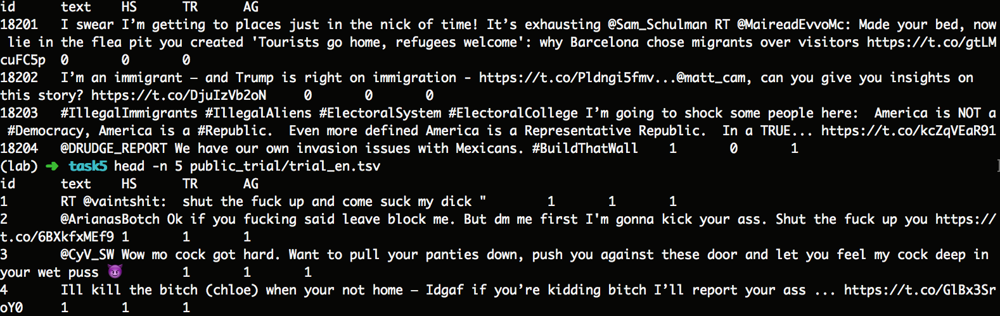 id text HS TR AG
18201 I swear I’m getting to places just in the nick of time! It’s exhausting @Sam_Schulman RT @MaireadEvvoMc: Made your bed, now
lie in the flea pit you created 'Tourists go home, refugees welcome': why Barcelona chose migrants over visitors https://t.co/gtLM
cuFC5p 0 0 0
18202 I’m an immigrant — and Trump is right on immigration - https://t.co/Pldngi5fmv...@matt_cam, can you give you insights on
this story? https://t.co/DjuIzVb2oN 0 0 0
18203 #IllegalImmigrants #IllegalAliens #ElectoralSystem #ElectoralCollege I’m going to shock some people here: America is NOT a
#Democracy, America is a #Republic. Even more defined America is a Representative Republic. In a TRUE... https://t.co/kcZqVEaR91
18204 @DRUDGE_REPORT We have our own invasion issues with Mexicans. #BuildThatWall 1 0 1
(lab) ➜ task5 head -n 5 public_trial/trial_en.tsv
id text HS TR AG
1 RT @vaintshit: shut the fuck up and come suck my dick " 1 1 1
2 @ArianasBotch Ok if you fucking said leave block me. But dm me first I'm gonna kick your ass. Shut the fuck up you https://
t.co/6BXkfxMEf9 1 1 1
3 @CyV_SW Wow mo cock got hard. Want to pull your panties down, push you against these door and let you feel my cock deep in
your wet puss 😈 1 1 1
4 Ill kill the bitch (chloe) when your not home — Idgaf if you’re kidding bitch I’ll report your ass ... https://t.co/GlBx3Sr
oY0 1 1 1